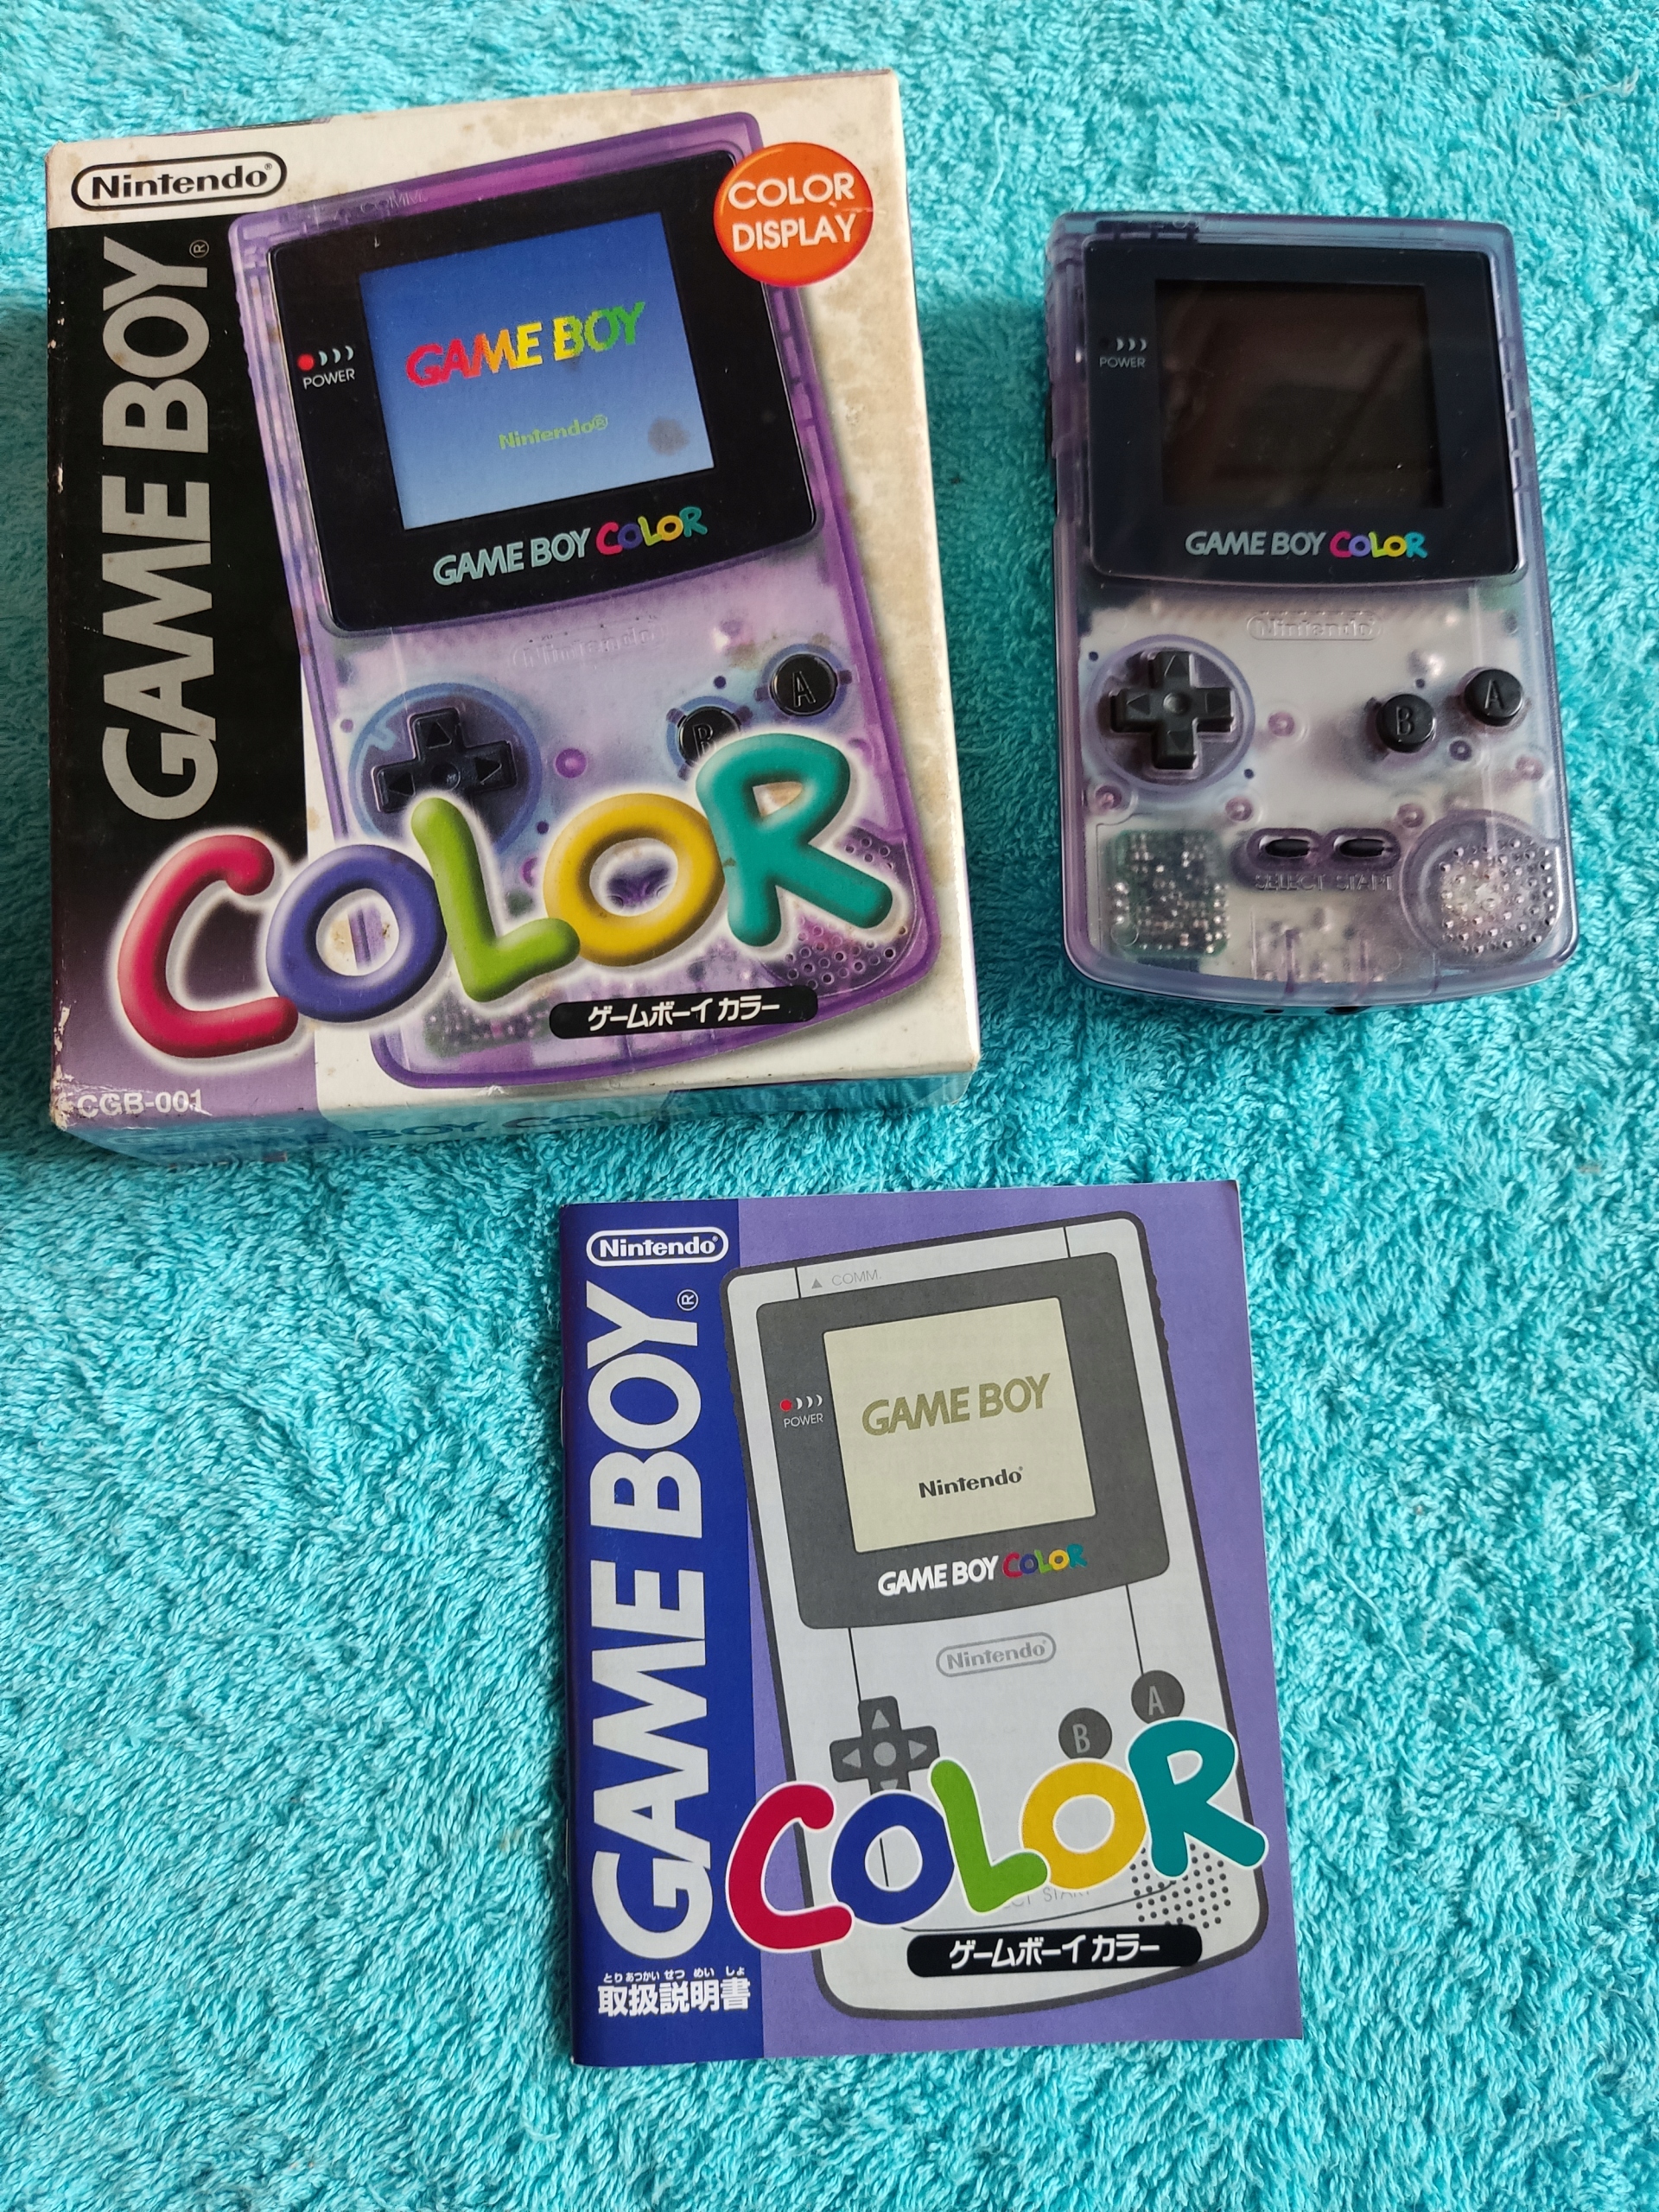 Nintendo®
GAME BOY®
COMM.
COLOR
DISPLAY
GAME BOY
Nintendo®
POWER
GAME BOY COLOR
Nintendo
A
B
COLOR
ゲームボーイ カラー
CGB-001
POWER
GAME BOY COLOR
Nintendo
B
A
SELECT START
Nintendo®
GAME BOY®
▲ COMM.
GAME BOY
Nintendo®
POWER
GAME BOY COLOR
Nintendo®
A
B
COLOR
ゲームボーイ カラー
とりあつかい せつ めい しょ
取扱説明書